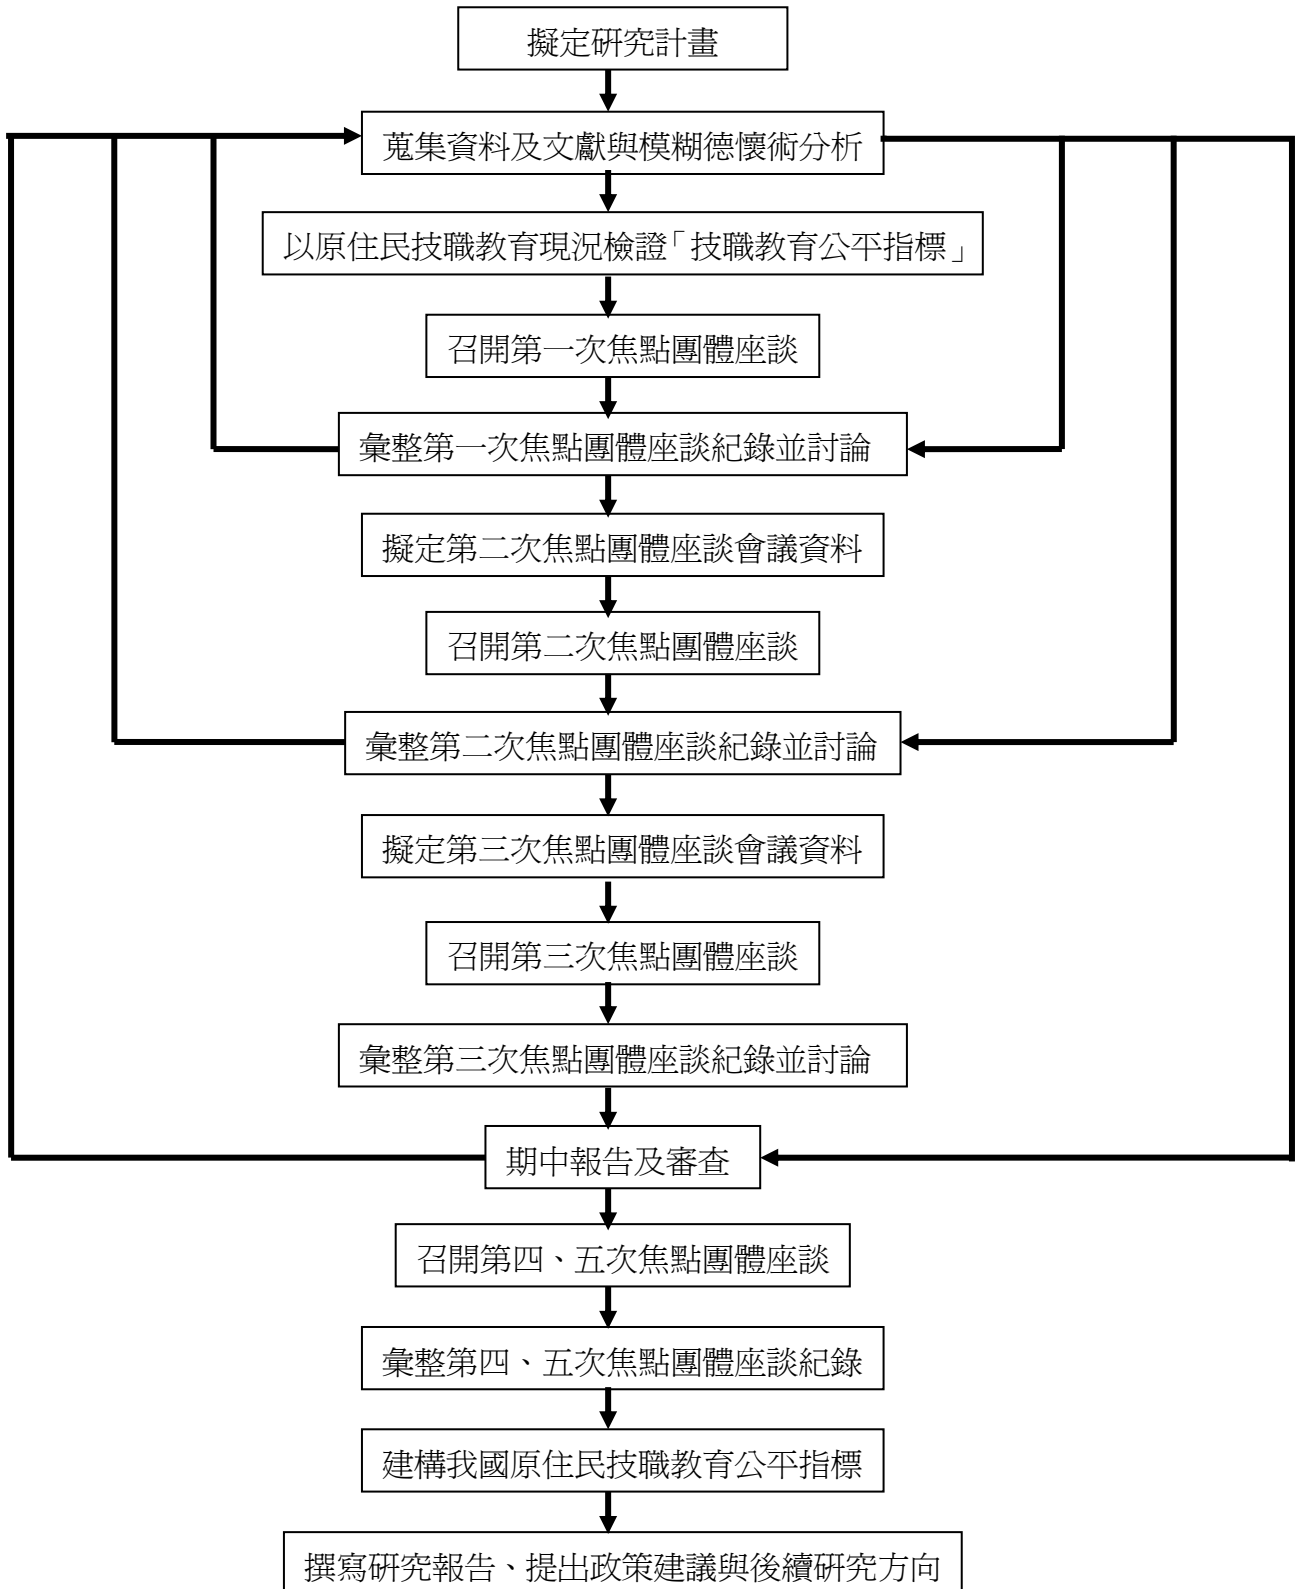 擬定研究計畫
蒐集資料及文獻與模糊德懷術分析
以原住民技職教育現況檢證「技職教育公平指標」
召開第一次焦點團體座談
彙整第一次焦點團體座談紀錄並討論
擬定第二次焦點團體座談會議資料
召開第二次焦點團體座談
彙整第二次焦點團體座談紀錄並討論
擬定第三次焦點團體座談會議資料
召開第三次焦點團體座談
彙整第三次焦點團體座談紀錄並討論
期中報告及審查
召開第四、五次焦點團體座談
彙整第四、五次焦點團體座談紀錄
建構我國原住民技職教育公平指標
撰寫研究報告、提出政策建議與後續研究方向